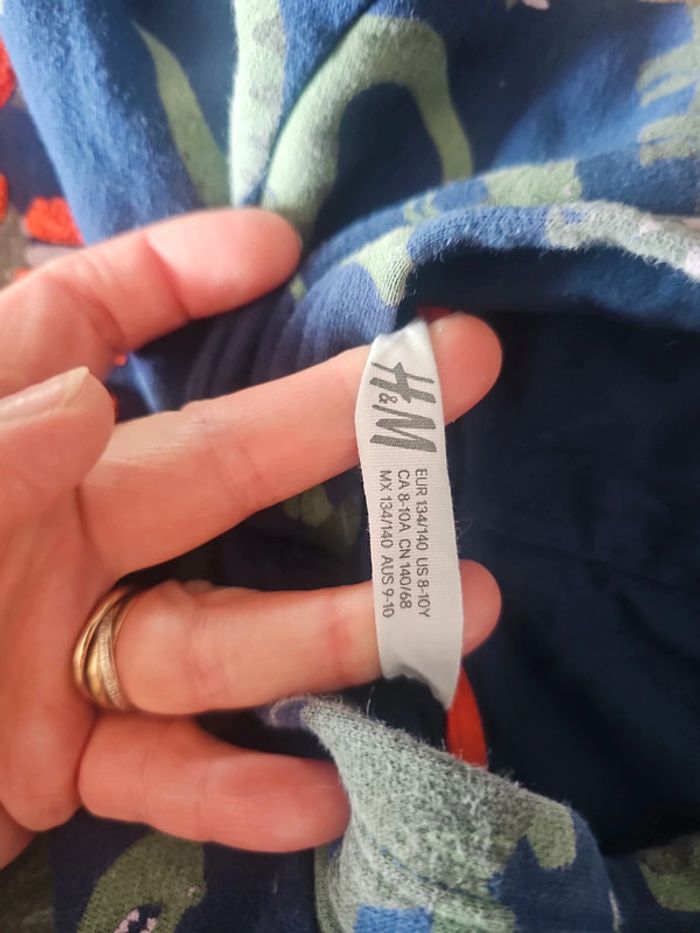 H&M
EUR 134/140 US 8-10Y
CA 8-10A CN 140/68
MX 134/140 AUS 9-10